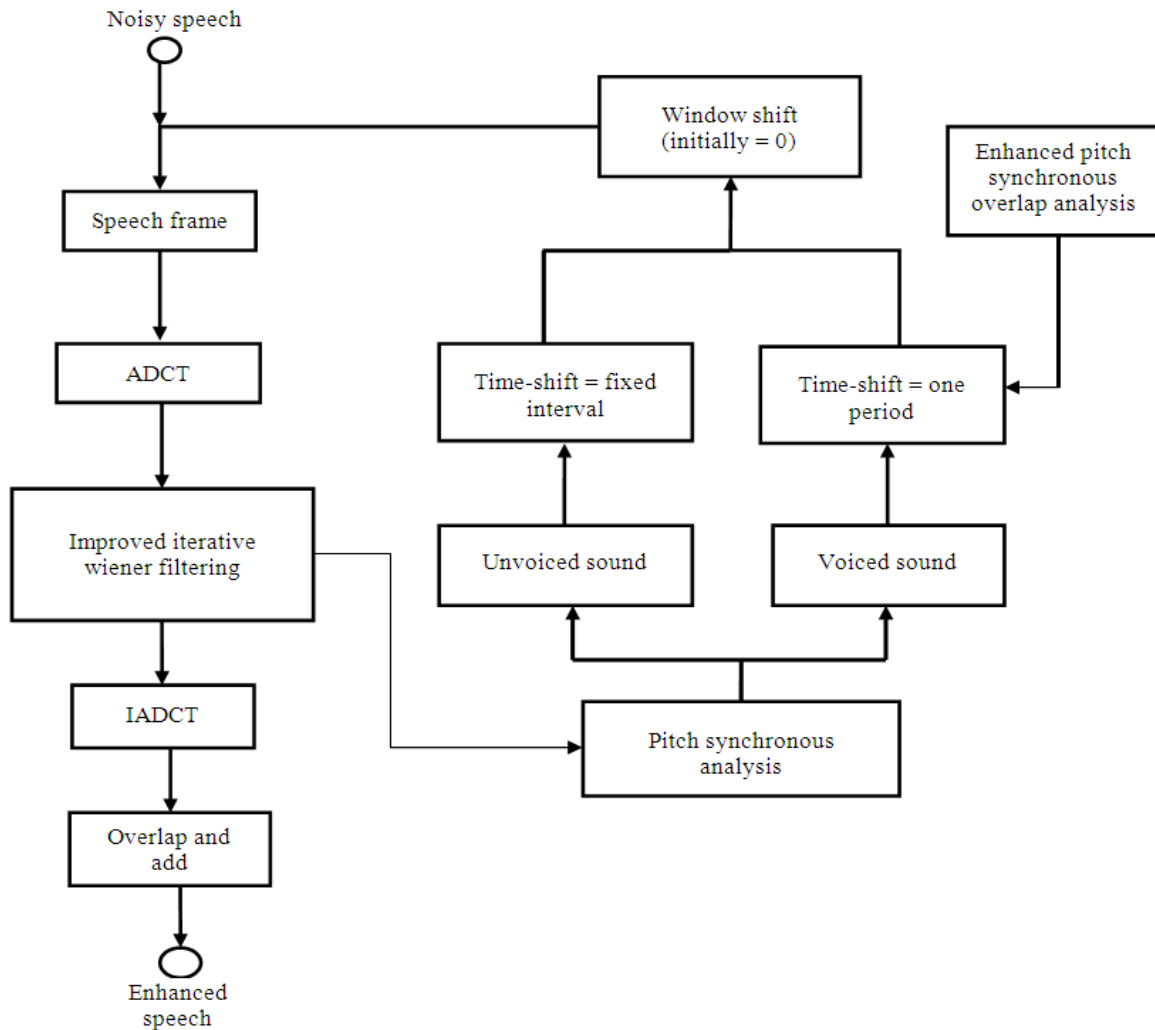 Noisy speech
Window shift
(initially = 0)
Enhanced pitch
synchronous
overlap analysis
Speech frame
ADCT
Time-shift = fixed
interval
Time-shift = one
period
Improved iterative
wiener filtering
Unvoiced sound
Voiced sound
IADCT
Pitch synchronous
analysis
Overlap and
add
Enhanced
speech